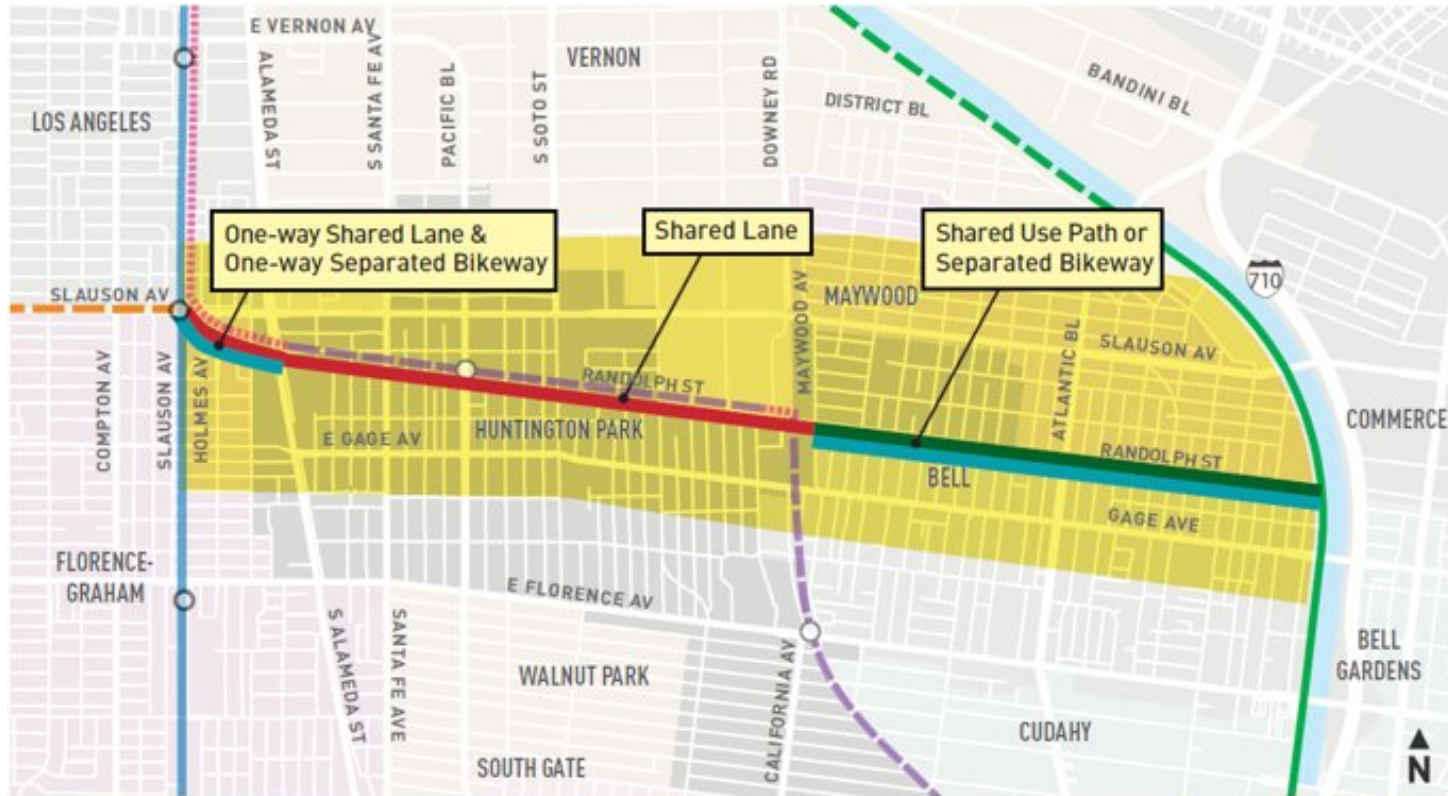 E VERNON AV
VERNON
LOS ANGELES
ALAMEDA ST
S SANTA FE AV
PACIFIC BL
S SOTO ST
DOWNEY RD
DISTRICT BL
BANDINI BL
One-way Shared Lane &
One-way Separated Bikeway
Shared Lane
Shared Use Path or
Separated Bikeway
710
SLAUSON AV
MAYWOOD
MAYWOOD AV
SLAUSON AV
ATLANTIC BL
COMPTON AV
SLAUSON AV
HOLMES AV
RANDOLPH ST
E GAGE AV
HUNTINGTON PARK
COMMERCE
RANDOLPH ST
BELL
GAGE AVE
FLORENCE-
GRAHAM
E FLORENCE AV
S ALAMEDA ST
SANTA FE AVE
WALNUT PARK
CALIFORNIA AV
BELL
GARDENS
CUDAHY
SOUTH GATE
N